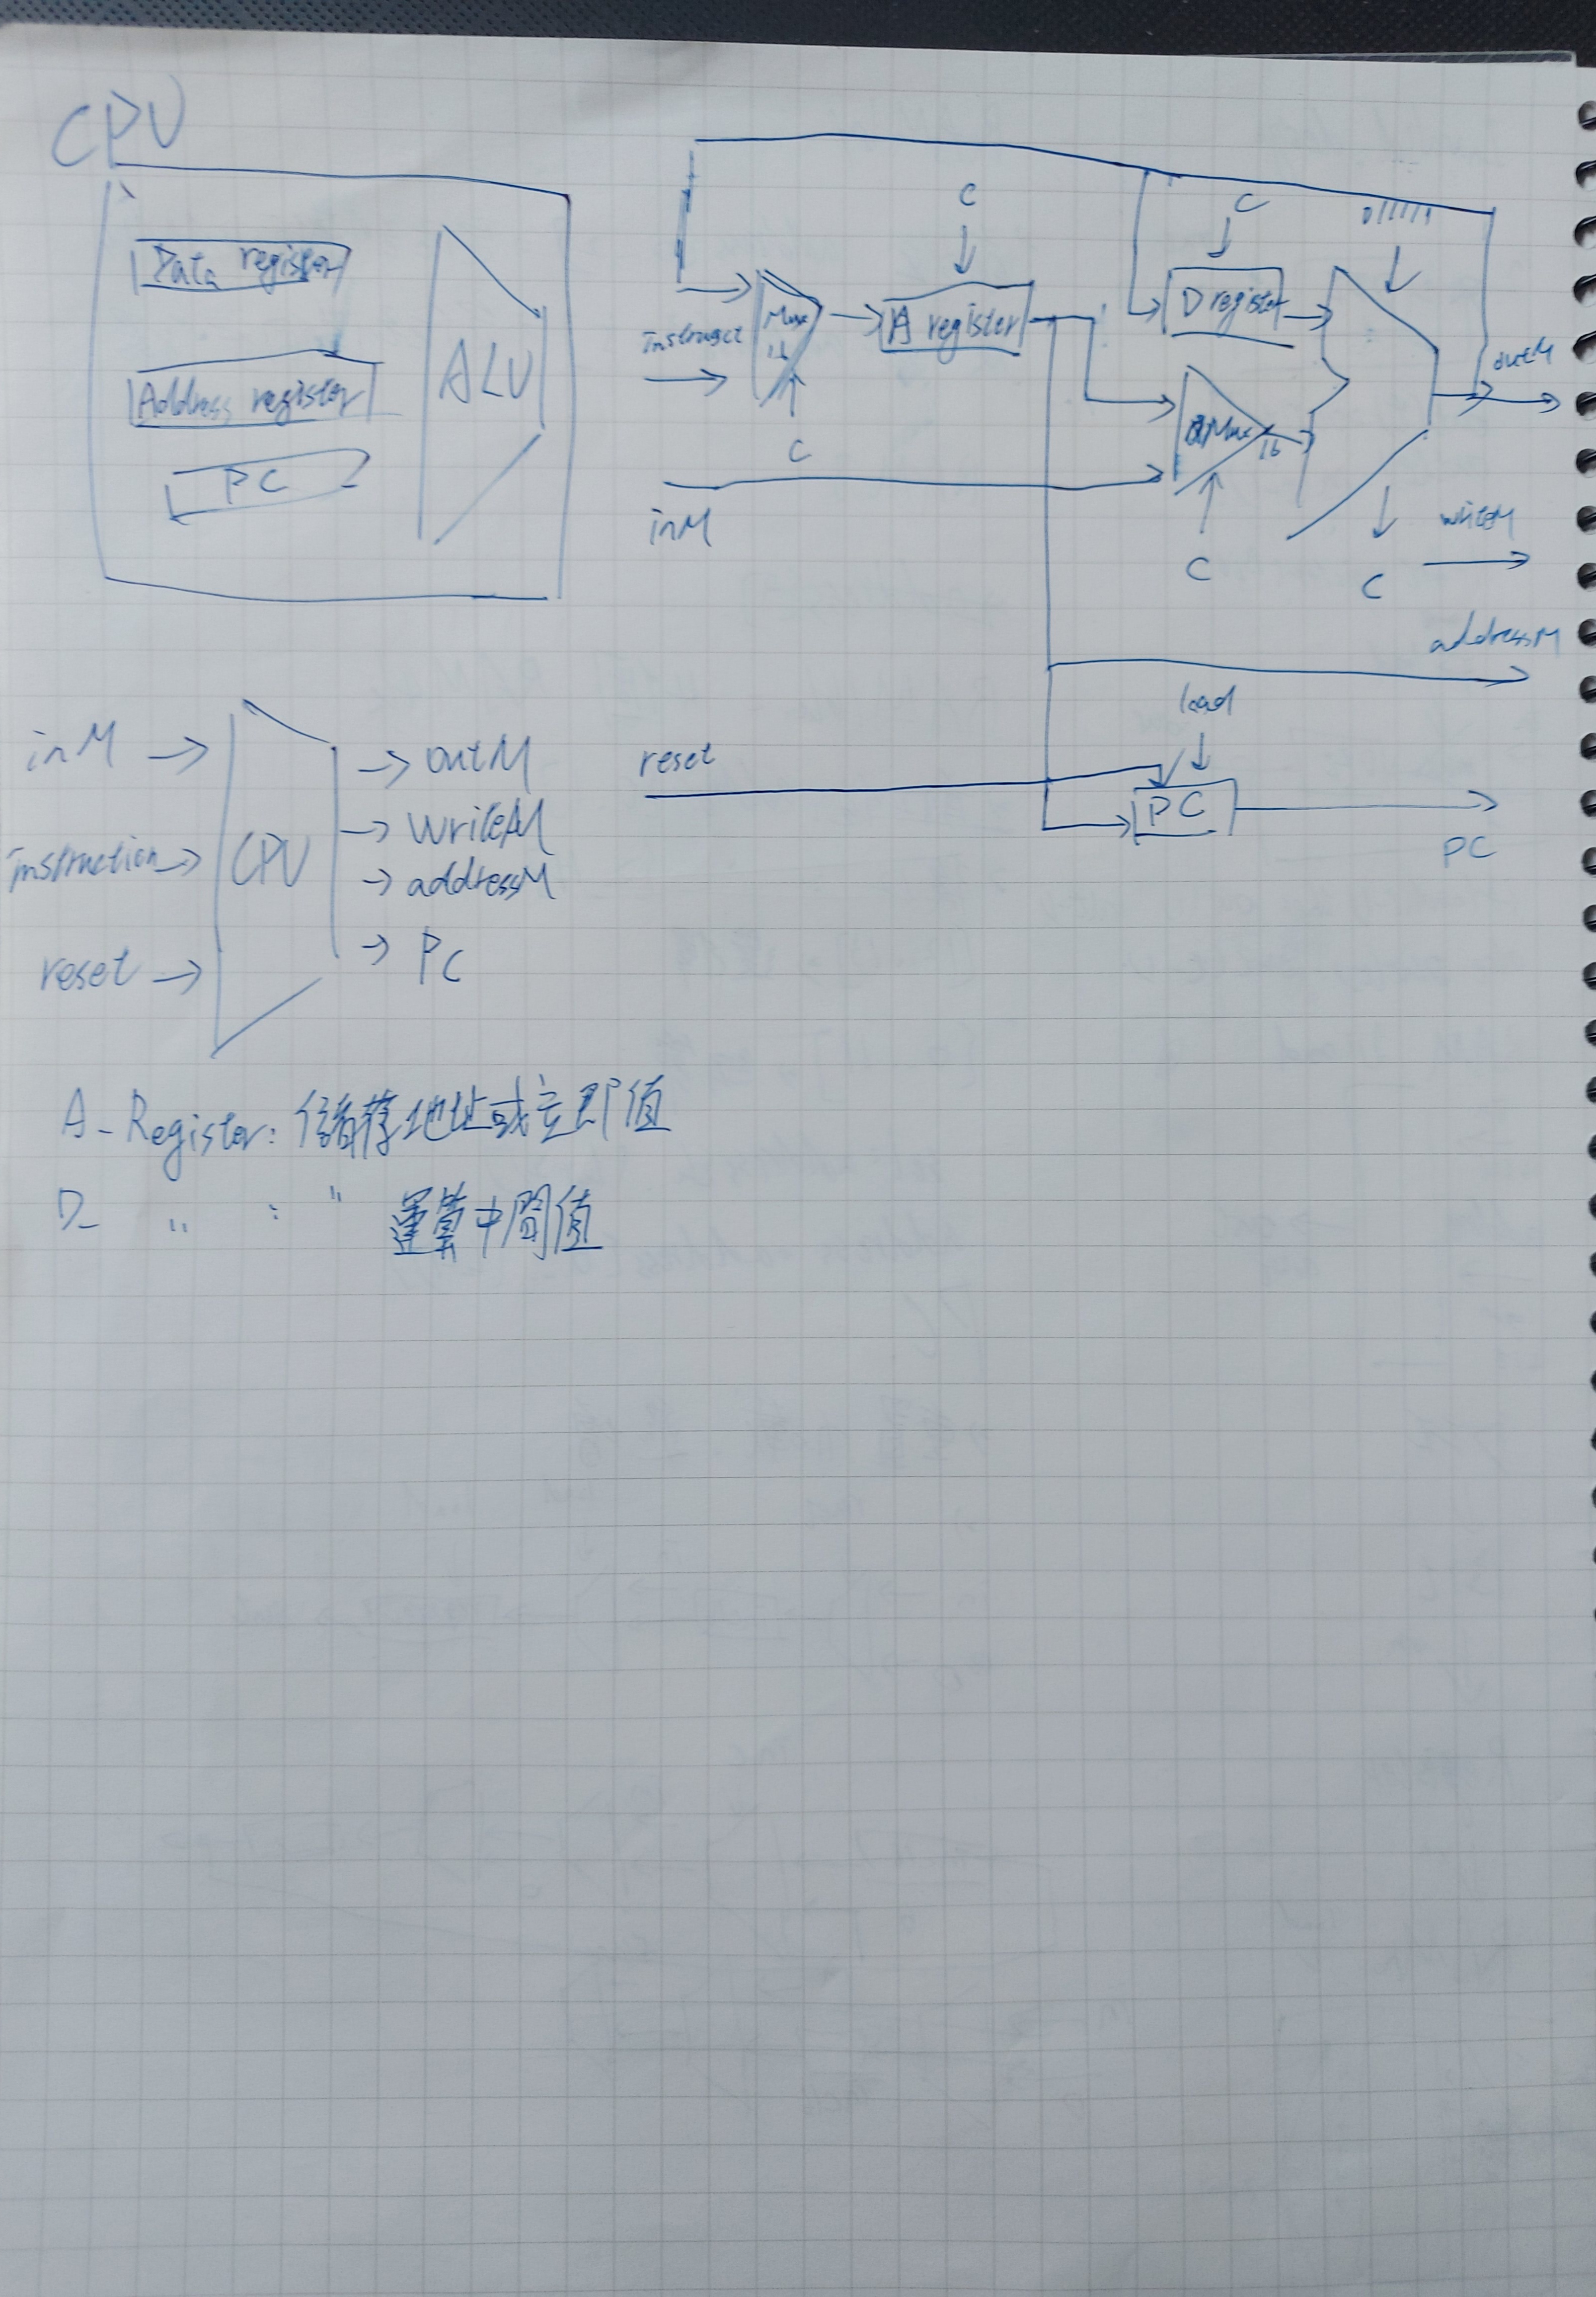 CPU
Data register
Address register
PC
ALU
C
C
instruct
Mux
16
A register
D register
outM
C
Mux
16
inM
C
C
writeM
addressM
load
reset
PC
PC
inM
instruction
reset
CPU
outM
writeM
addressM
PC
A-Register: 儲存地址或立即值
D- " : " 運算中間值